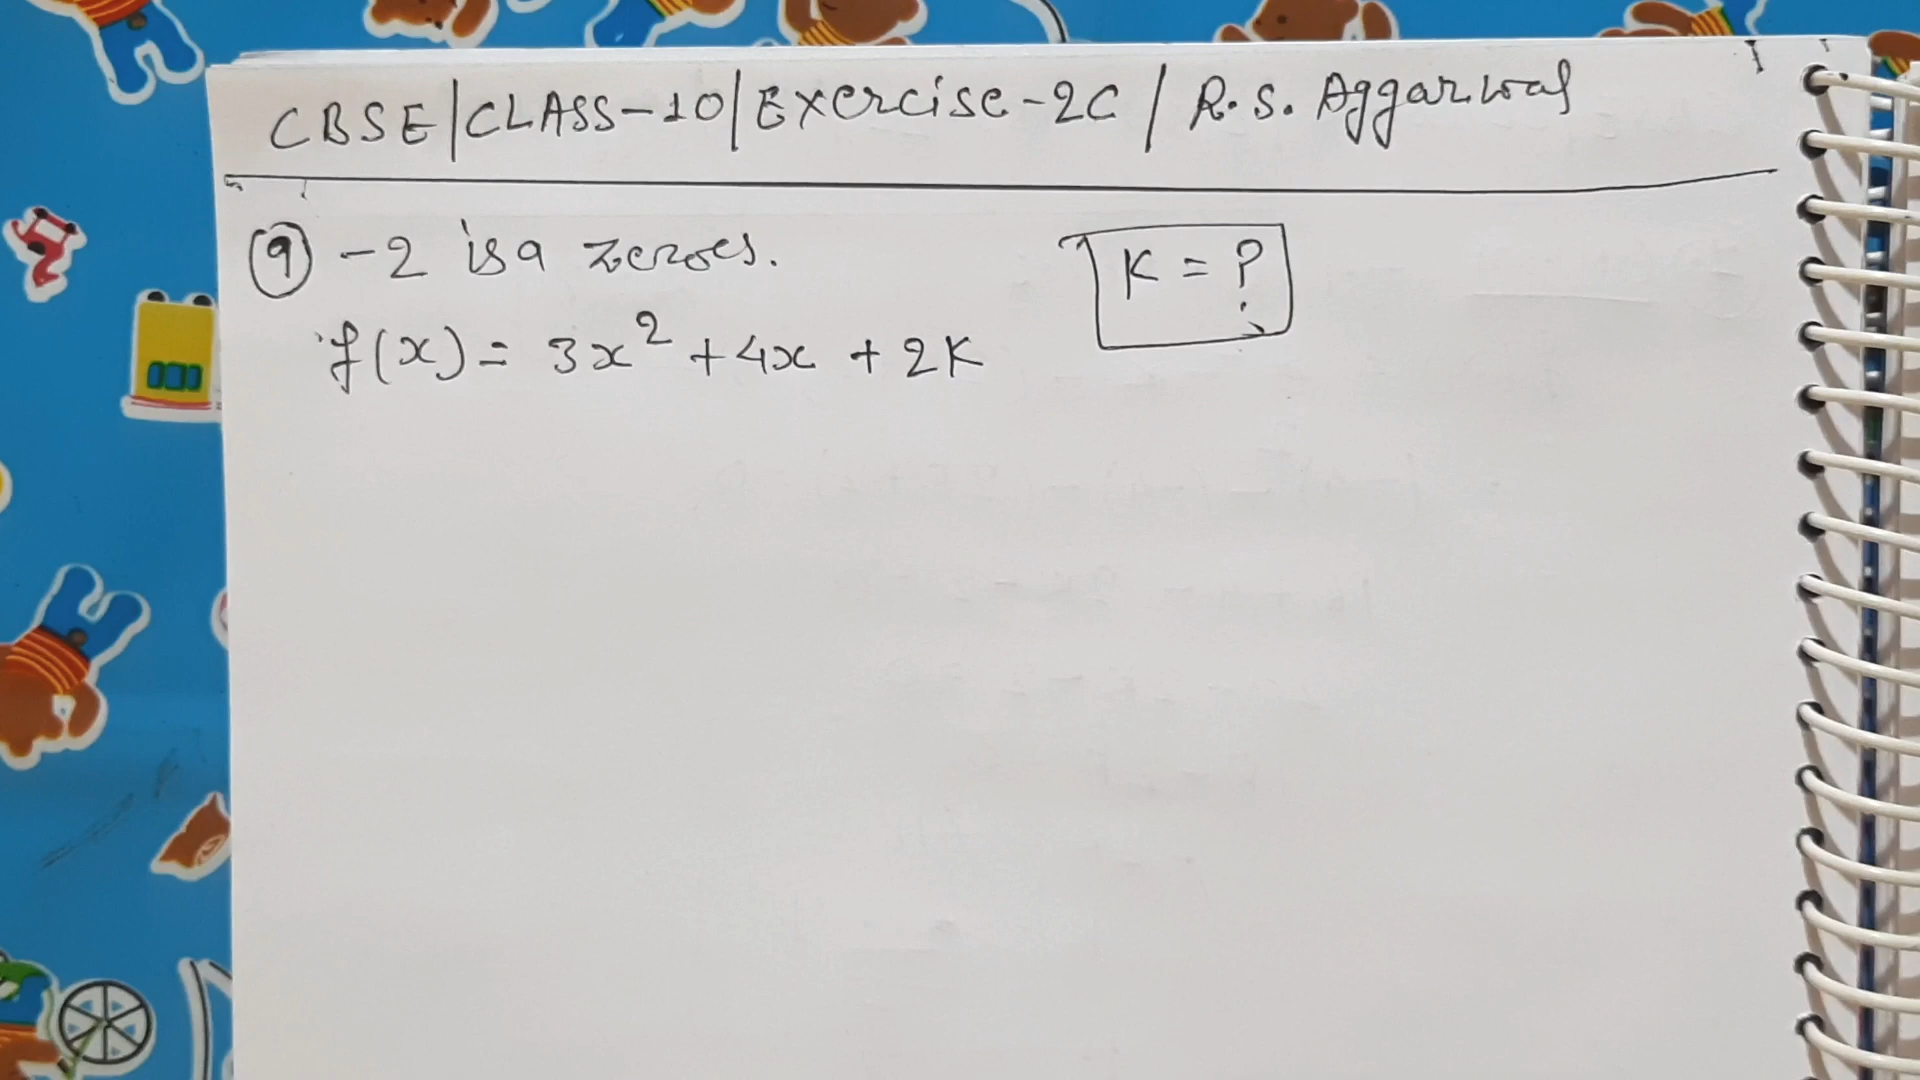 CBSE/CLASS-10/Exercise-2C/R.S. Aggarwal
9 -2 is a zeroes.
K = ?
f(x) = 3x² + 4x + 2K